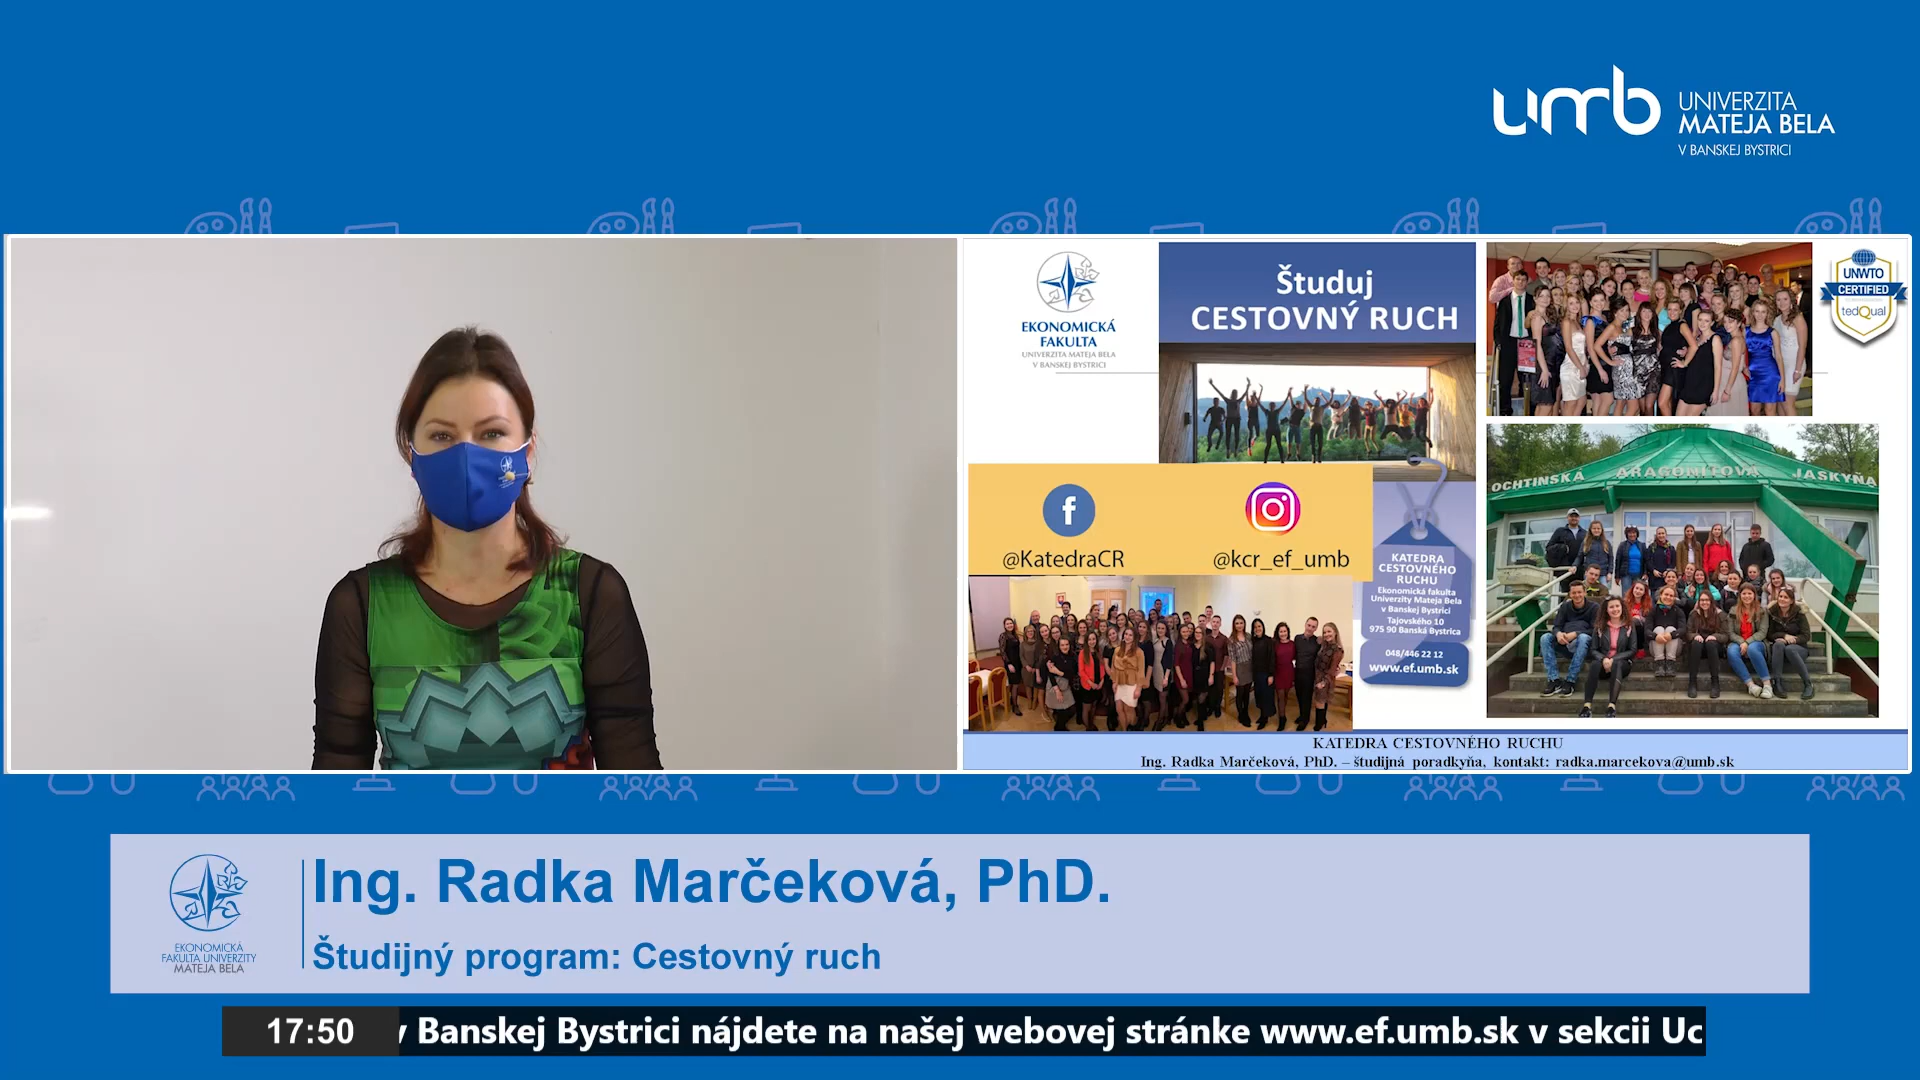 umb
UNIVERZITA
MATEJA BELA
V BANSKEJ BYSTRICI
EKONOMICKÁ
FAKULTA
UNIVERZITA MATEJA BELA
V BANSKEJ BYSTRICI
Študuj
CESTOVNÝ RUCH
UNWTO
CERTIFIED
tedQual
OCHTINSKÁ ARAGONITOVÁ JASKYŇA
f
@KatedraCR
@kcr_ef_umb
KATEDRA
CESTOVNÉHO
RUCHU
Ekonomická fakulta
Univerzity Mateja Bela
v Banskej Bystrici
Tajovského 10
975 90 Banská Bystrica
048/446 22 12
www.ef.umb.sk
KATEDRA CESTOVNÉHO RUCHU
Ing. Radka Marčeková, PhD. – študijná poradkyňa, kontakt: radka.marcekova@umb.sk
EKONOMICKÁ
FAKULTA UNIVERZITY
MATEJA BELA
Ing. Radka Marčeková, PhD.
Študijný program: Cestovný ruch
17:50 v Banskej Bystrici nájdete na našej webovej stránke www.ef.umb.sk v sekcii Uc